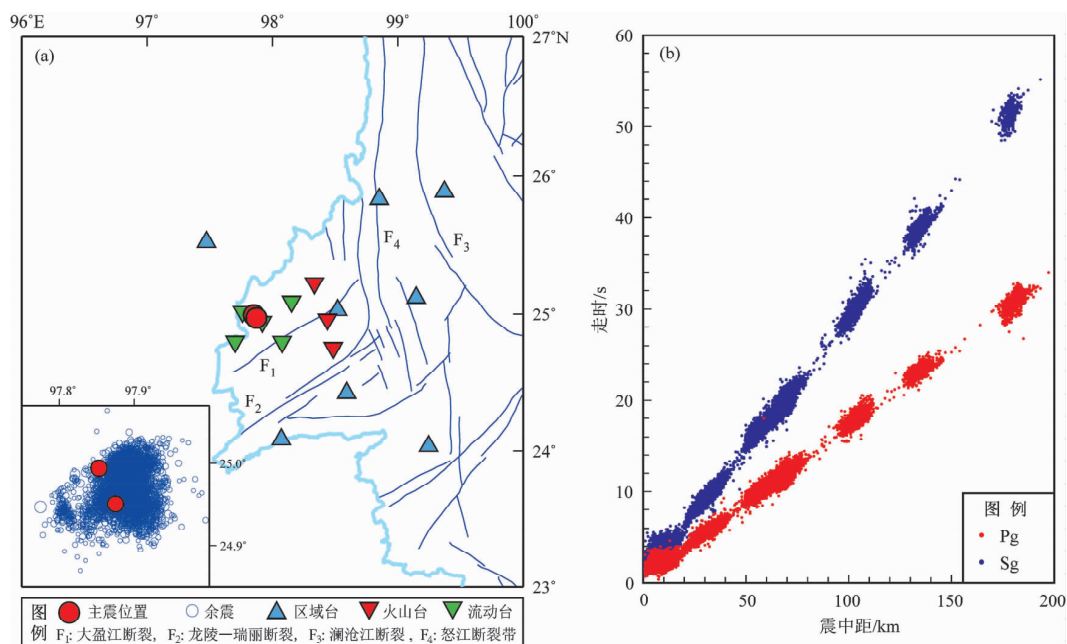 96°E 97 98 99 100
27°N
26
25
24
23
(a)
F₄
F₃
F₁
F₂
97.8° 97.9°
25.0°
24.9°
图例 主震位置 余震 区域台 火山台 流动台
F₁: 大盈江断裂, F₂: 龙陵—瑞丽断裂, F₃: 澜沧江断裂, F₄: 怒江断裂带
(b)
走时/s
60
50
40
30
20
10
0
0 50 100 150 200
震中距/km
图 例
Pg
Sg